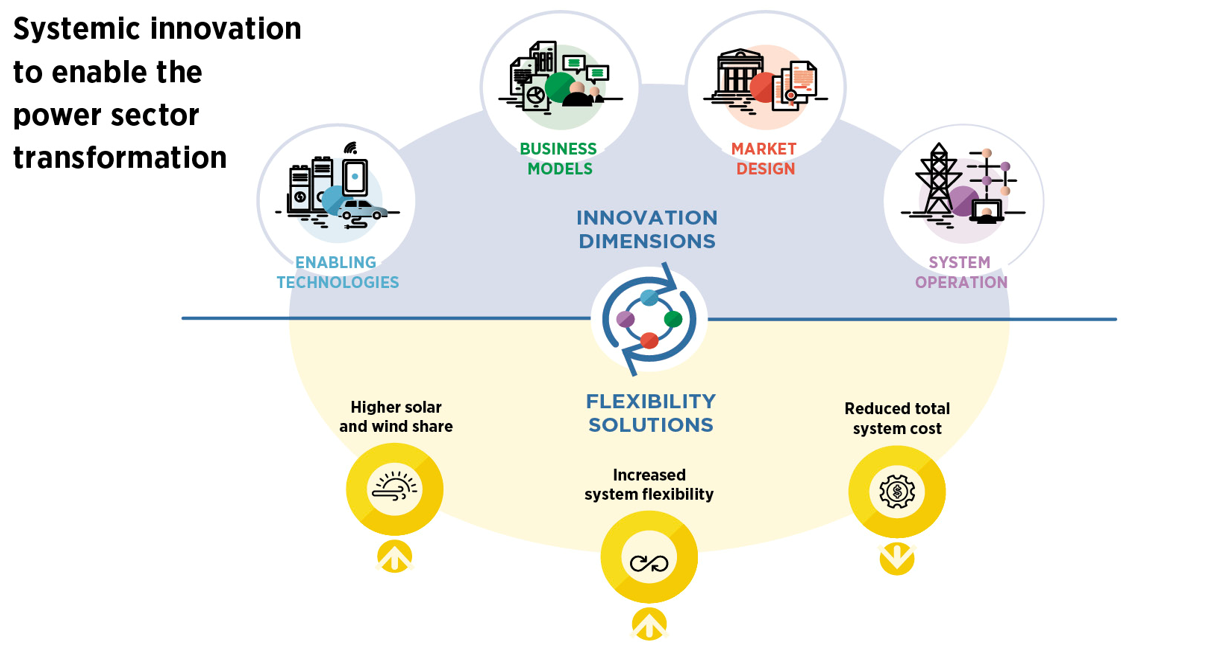 Systemic innovation
to enable the
power sector
transformation
BUSINESS
MODELS
MARKET
DESIGN
ENABLING
TECHNOLOGIES
SYSTEM
OPERATION
INNOVATION
DIMENSIONS
FLEXIBILITY
SOLUTIONS
Higher solar
and wind share
Increased
system flexibility
Reduced total
system cost
$